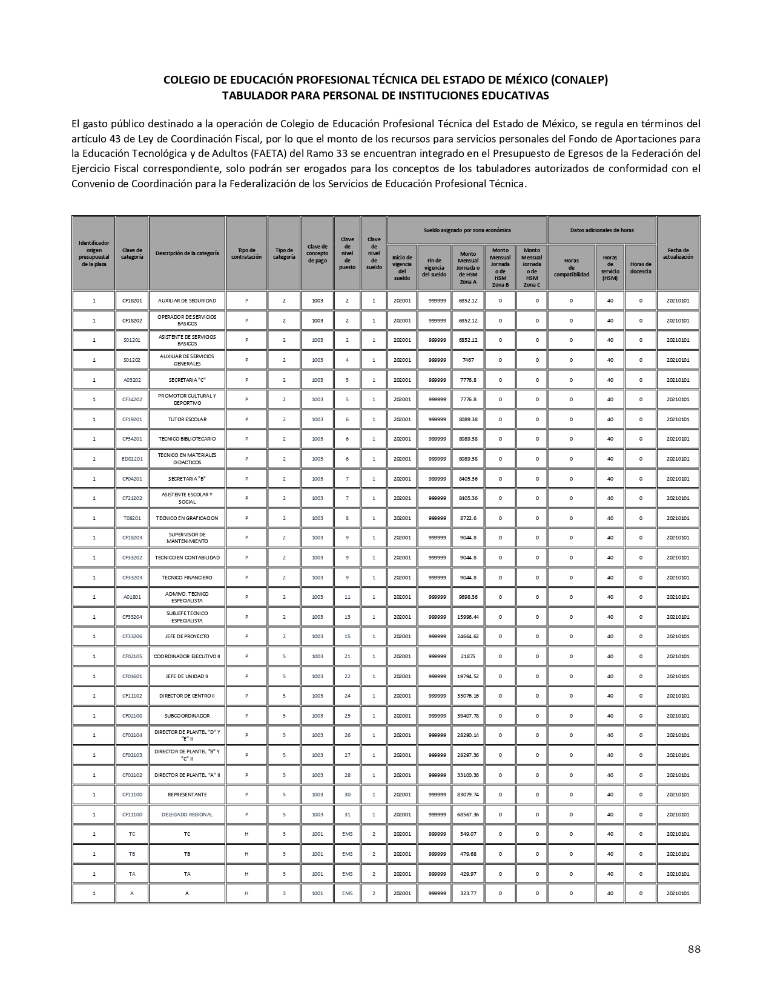 COLEGIO DE EDUCACIÓN PROFESIONAL TÉCNICA DEL ESTADO DE MÉXICO (CONALEP)
TABULADOR PARA PERSONAL DE INSTITUCIONES EDUCATIVAS
El gasto público destinado a la operación de Colegio de Educación Profesional Técnica del Estado de México, se regula en términos del
artículo 43 de Ley de Coordinación Fiscal, por lo que el monto de los recursos para servicios personales del Fondo de Aportaciones para
la Educación Tecnológica y de Adultos (FAETA) del Ramo 33 se encuentran integrado en el Presupuesto de Egresos de la Federación del
Ejercicio Fiscal correspondiente, solo podrán ser erogados para los conceptos de los tabuladores autorizados de conformidad con el
Convenio de Coordinación para la Federalización de los Servicios de Educación Profesional Técnica.
Identificador origen presupuestal de la plaza Clave de categoría Descripción de la categoría Tipo de contratación Tipo de categoría Clave de concepto de pago Clave de nivel de puesto Clave de nivel de sueldo Sueldo asignado por zona económica Datos adicionales de horas Fecha de actualización
Inicio de vigencia del sueldo Fin de vigencia del sueldo Monto Mensual Jornada o de HSM Zona A Monto Mensual Jornada o de HSM Zona B Monto Mensual Jornada o de HSM Zona C Horas de compatibilidad Horas de servicio (HSM) Horas de docencia
1 CF18201 AUXILIAR DE SEGURIDAD P 2 1003 2 1 202001 999999 6852.12 0 0 0 40 0 20210101
1 CF18202 OPERADOR DE SERVICIOS BASICOS P 2 1003 2 1 202001 999999 6852.12 0 0 0 40 0 20210101
1 S01201 ASISTENTE DE SERVICIOS BASICOS P 2 1003 2 1 202001 999999 6852.12 0 0 0 40 0 20210101
1 S01202 AUXILIAR DE SERVICIOS GENERALES P 2 1003 4 1 202001 999999 7467 0 0 0 40 0 20210101
1 A03202 SECRETARIA "C" P 2 1003 5 1 202001 999999 7776.8 0 0 0 40 0 20210101
1 CF34202 PROMOTOR CULTURAL Y DEPORTIVO P 2 1003 5 1 202001 999999 7776.8 0 0 0 40 0 20210101
1 CF19201 TUTOR ESCOLAR P 2 1003 6 1 202001 999999 8089.38 0 0 0 40 0 20210101
1 CF34201 TECNICO BIBLIOTECARIO P 2 1003 6 1 202001 999999 8089.38 0 0 0 40 0 20210101
1 ED01201 TECNICO EN MATERIALES DIDACTICOS P 2 1003 6 1 202001 999999 8089.38 0 0 0 40 0 20210101
1 CF04201 SECRETARIA "B" P 2 1003 7 1 202001 999999 8405.36 0 0 0 40 0 20210101
1 CF21202 ASISTENTE ESCOLAR Y SOCIAL P 2 1003 7 1 202001 999999 8405.36 0 0 0 40 0 20210101
1 T08201 TECNICO EN GRAFICACION P 2 1003 8 1 202001 999999 8722.6 0 0 0 40 0 20210101
1 CF18203 SUPERVISOR DE MANTENIMIENTO P 2 1003 9 1 202001 999999 9044.8 0 0 0 40 0 20210101
1 CF33202 TECNICO EN CONTABILIDAD P 2 1003 9 1 202001 999999 9044.8 0 0 0 40 0 20210101
1 CF33203 TECNICO FINANCIERO P 2 1003 9 1 202001 999999 9044.8 0 0 0 40 0 20210101
1 A01801 ADMIVO. TECNICO ESPECIALISTA P 2 1003 11 1 202001 999999 9698.36 0 0 0 40 0 20210101
1 CF33204 SUBJEFE TECNICO ESPECIALISTA P 2 1003 13 1 202001 999999 15996.44 0 0 0 40 0 20210101
1 CF33206 JEFE DE PROYECTO P 2 1003 15 1 202001 999999 24664.62 0 0 0 40 0 20210101
1 CF02105 COORDINADOR EJECUTIVO II P 5 1003 21 1 202001 999999 21875 0 0 0 40 0 20210101
1 CF01601 JEFE DE UNIDAD II P 5 1003 22 1 202001 999999 19794.52 0 0 0 40 0 20210101
1 CF11102 DIRECTOR DE CENTRO II P 5 1003 24 1 202001 999999 33076.16 0 0 0 40 0 20210101
1 CF02100 SUBCOORDINADOR P 5 1003 25 1 202001 999999 39407.78 0 0 0 40 0 20210101
1 CF02104 DIRECTOR DE PLANTEL "D" Y "E" II P 5 1003 26 1 202001 999999 28290.14 0 0 0 40 0 20210101
1 CF02103 DIRECTOR DE PLANTEL "B" Y "C" II P 5 1003 27 1 202001 999999 28297.36 0 0 0 40 0 20210101
1 CF02102 DIRECTOR DE PLANTEL "A" II P 5 1003 28 1 202001 999999 33100.36 0 0 0 40 0 20210101
1 CF11100 REPRESENTANTE P 5 1003 30 1 202001 999999 83079.74 0 0 0 40 0 20210101
1 CF11100 DELEGADO REGIONAL P 5 1003 31 1 202001 999999 68567.36 0 0 0 40 0 20210101
1 TC TC H 3 1001 EMS 2 202001 999999 549.07 0 0 0 40 0 20210101
1 TB TB H 3 1001 EMS 2 202001 999999 479.68 0 0 0 40 0 20210101
1 TA TA H 3 1001 EMS 2 202001 999999 429.97 0 0 0 40 0 20210101
1 A A H 3 1001 EMS 2 202001 999999 323.77 0 0 0 40 0 20210101
88